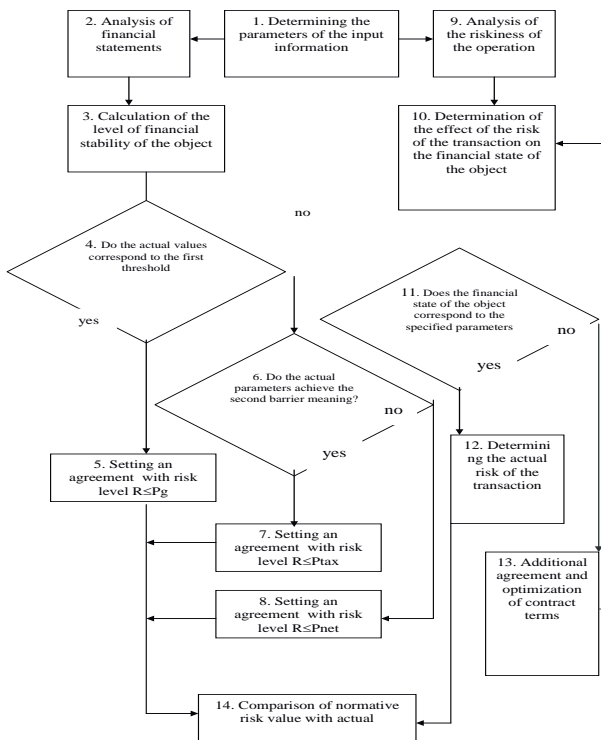 2. Analysis of
financial
statements
1. Determining the
parameters of the input
information
9. Analysis of
the riskiness of
the operation
3. Calculation of the
level of financial
stability of the object
10. Determination of
the effect of the risk
of the transaction on
the financial state of
the object
no
4. Do the actual values
correspond to the first
threshold
yes
11. Does the financial
state of the object
correspond to the
specified parameters
no
yes
6. Do the actual
parameters achieve the
second barrier meaning?
no
yes
5. Setting an
agreement with risk
level R≤Pg
12. Determini
ng the actual
risk of the
transaction
7. Setting an
agreement with risk
level R≤Ptax
13. Additional
agreement and
optimization
of contract
terms
8. Setting an
agreement with risk
level R≤Pnet
14. Comparison of normative
risk value with actual